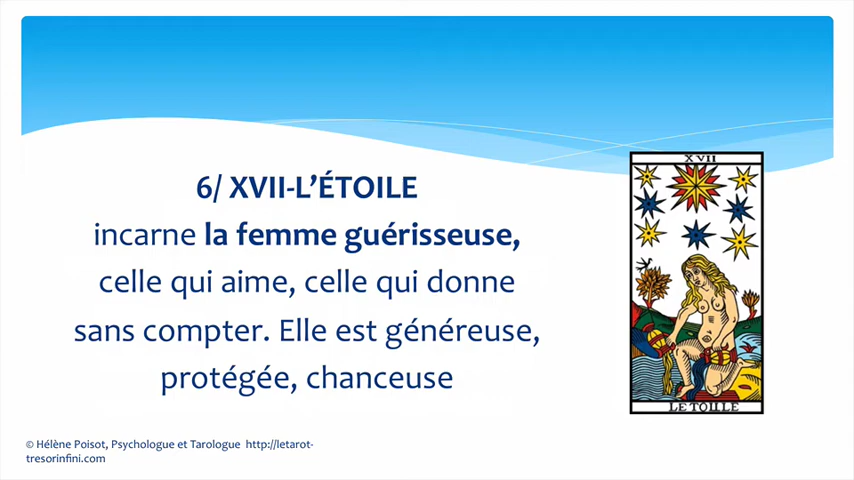 6/ XVII-L’ÉTOILE
incarne la femme guérisseuse,
celle qui aime, celle qui donne
sans compter. Elle est généreuse,
protégée, chanceuse
XVII
LE TOILLE
© Hélène Poisot, Psychologue et Tarologue http://letarot-
tresorinfini.com